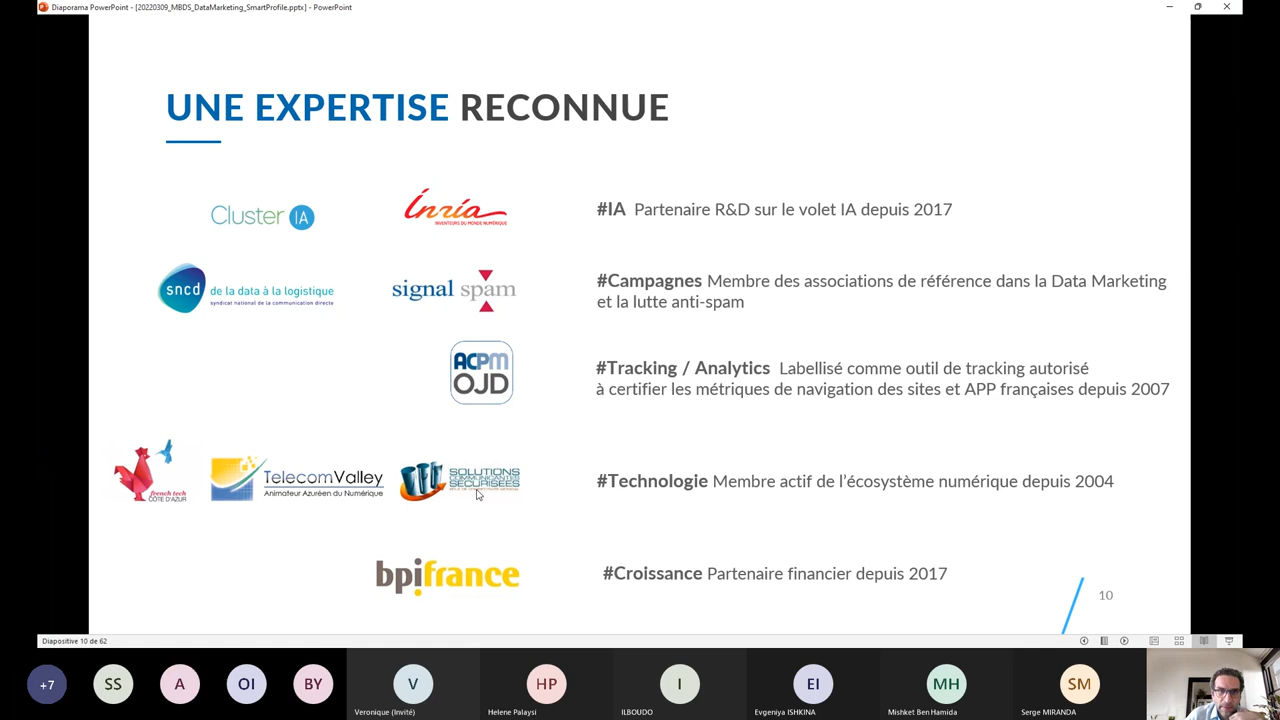 Diaporama PowerPoint - [20220309_MBDS_DataMarketing_SmartProfile.pptx] - PowerPoint
UNE EXPERTISE RECONNUE
Cluster IA
inria
INVENTEURS DU MONDE NUMÉRIQUE
#IA Partenaire R&D sur le volet IA depuis 2017
sncd
de la data à la logistique
syndicat national de la communication directe
signal spam
#Campagnes Membre des associations de référence dans la Data Marketing
et la lutte anti-spam
ACPM
OJD
#Tracking / Analytics Labellisé comme outil de tracking autorisé
à certifier les métriques de navigation des sites et APP françaises depuis 2007
french tech
CÔTE D'AZUR
TelecomValley
Animateur Azuréen du Numérique
SOLUTIONS
COMMUNICANTES
SÉCURISÉES
#Technologie Membre actif de l'écosystème numérique depuis 2004
bpifrance
#Croissance Partenaire financier depuis 2017
10
Diapositive 10 de 62
+7
SS
A
OI
BY
V
Veronique (Invité)
HP
Helene Palaysi
I
ILBOUDO
EI
Evgeniya ISHKINA
MH
Mishket Ben Hamida
SM
Serge MIRANDA